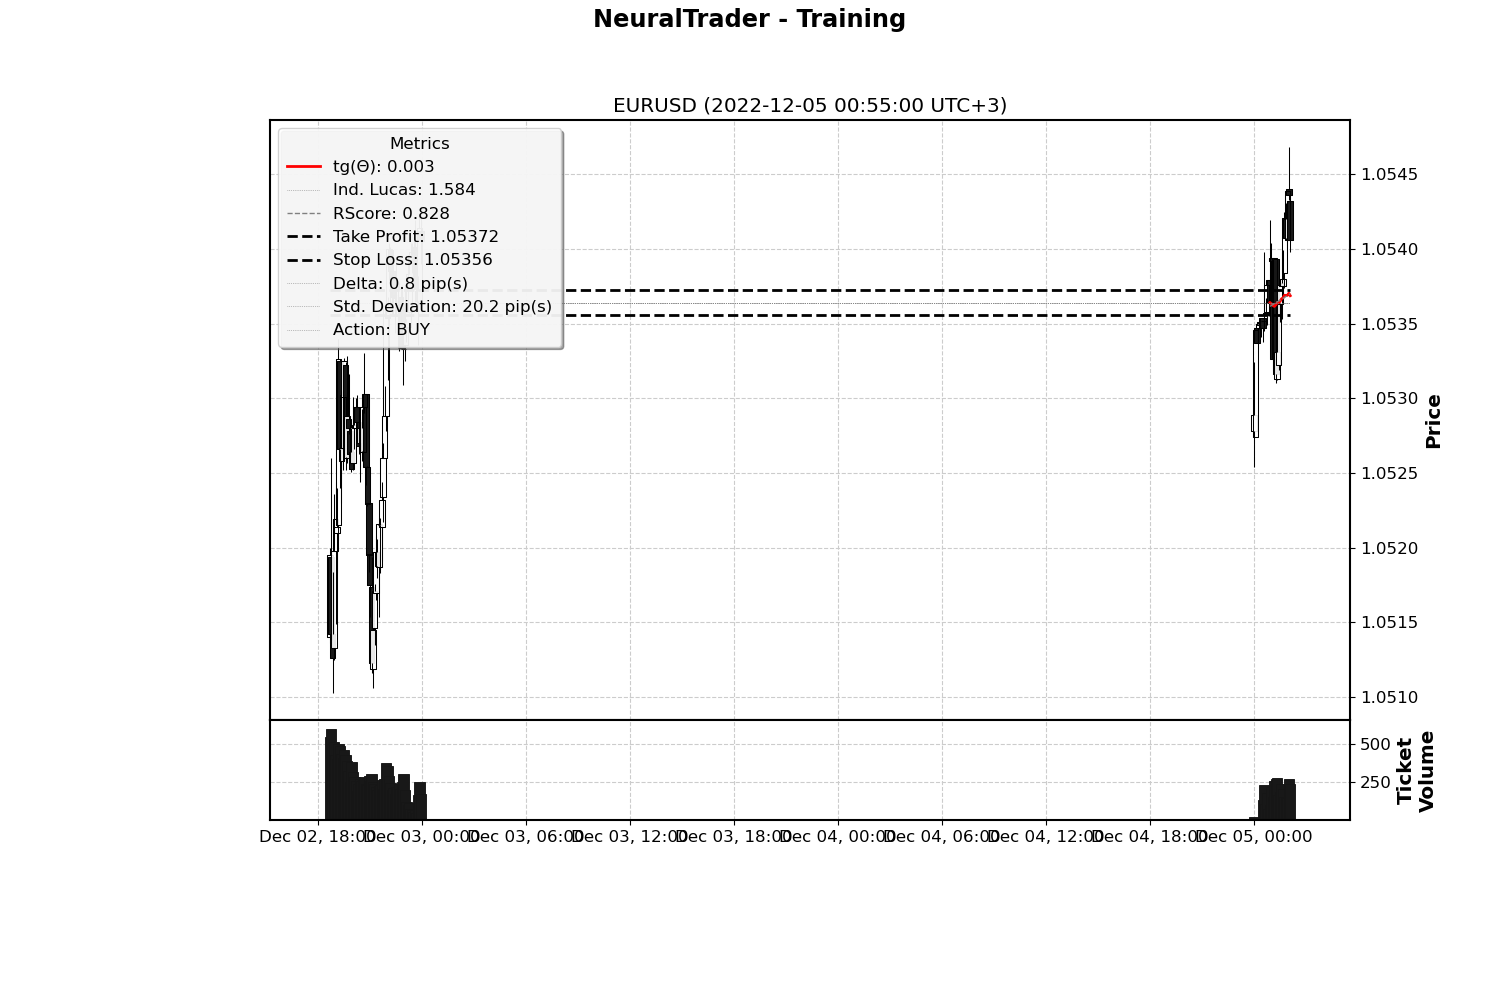 NeuralTrader - Training
EURUSD (2022-12-05 00:55:00 UTC+3)
Metrics
tg(Θ): 0.003
Ind. Lucas: 1.584
RScore: 0.828
Take Profit: 1.05372
Stop Loss: 1.05356
Delta: 0.8 pip(s)
Std. Deviation: 20.2 pip(s)
Action: BUY
1.0545
1.0540
1.0535
1.0530
1.0525
1.0520
1.0515
1.0510
Price
500
250
Ticket
Volume
Dec 02, 18:00
Dec 03, 00:00
Dec 03, 06:00
Dec 03, 12:00
Dec 03, 18:00
Dec 04, 00:00
Dec 04, 06:00
Dec 04, 12:00
Dec 04, 18:00
Dec 05, 00:00